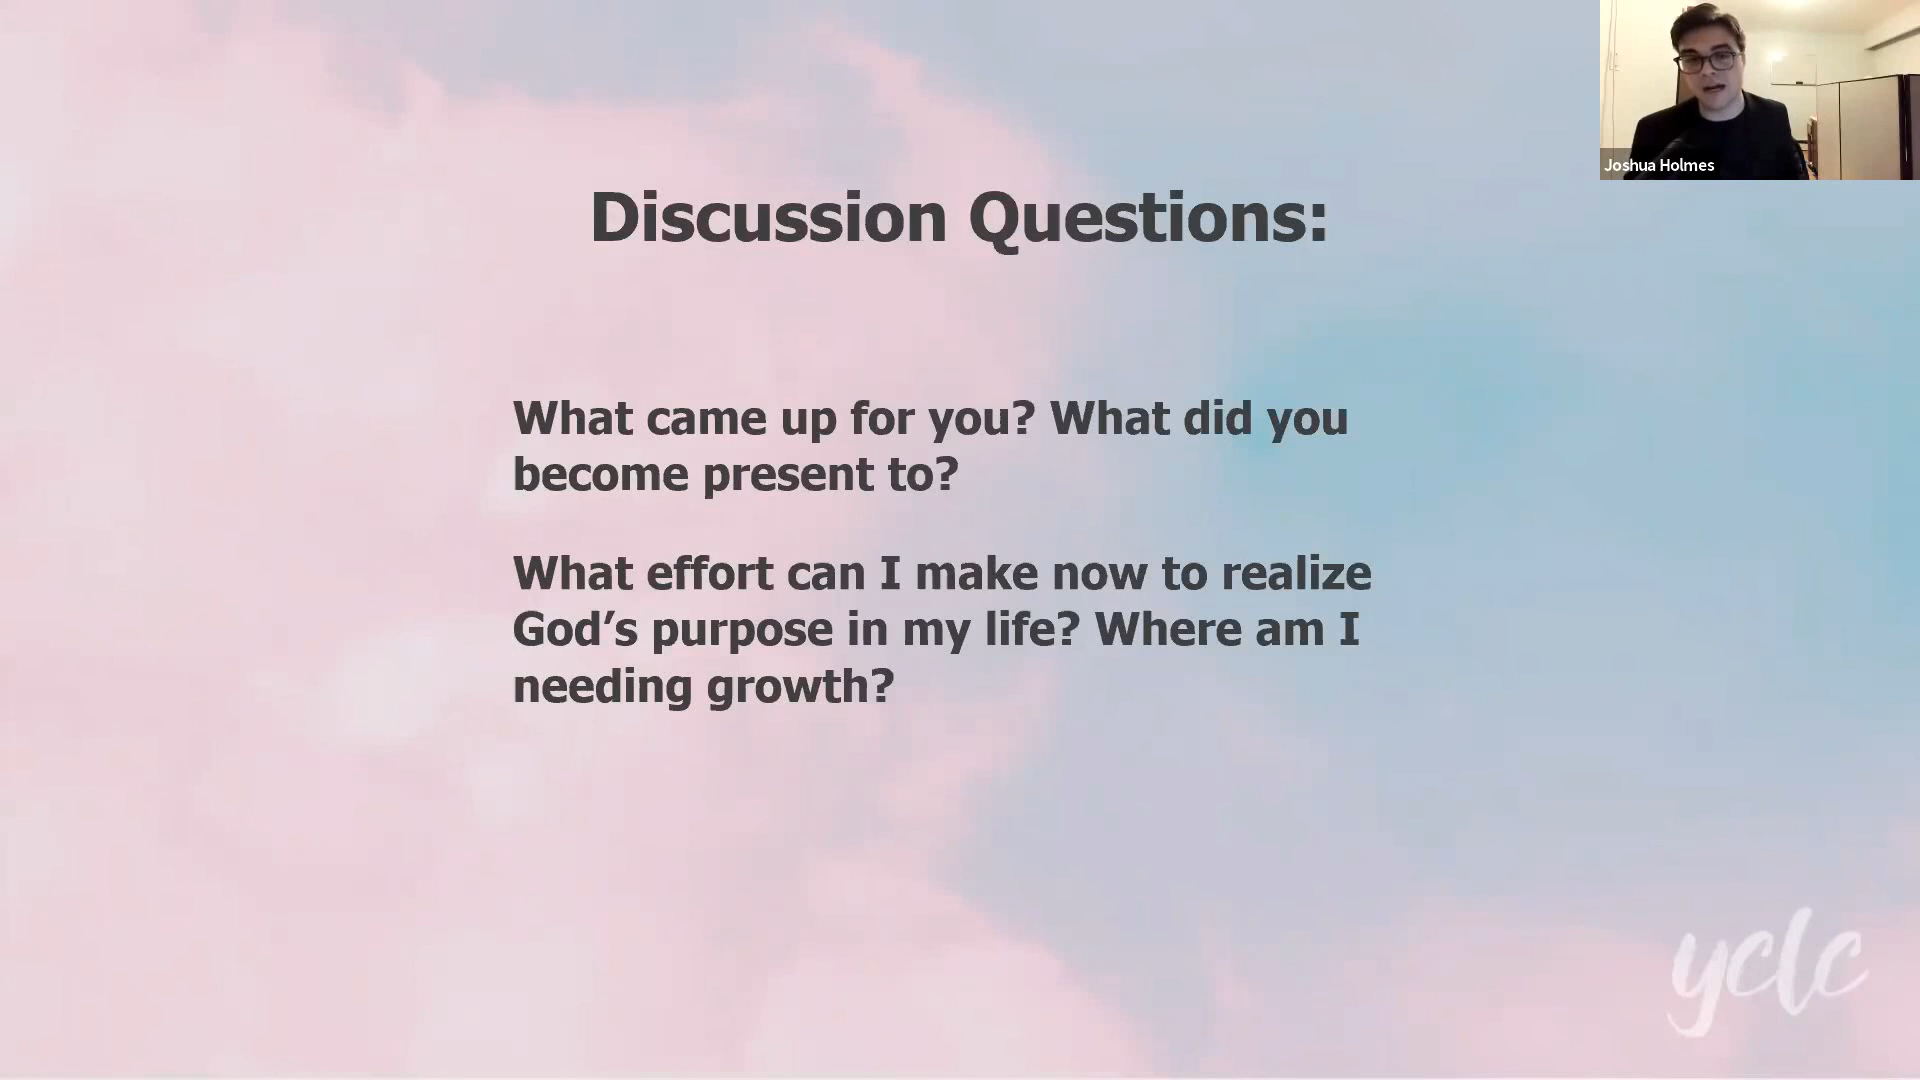 Joshua Holmes
Discussion Questions:
What came up for you? What did you
become present to?
What effort can I make now to realize
God’s purpose in my life? Where am I
needing growth?
yclc